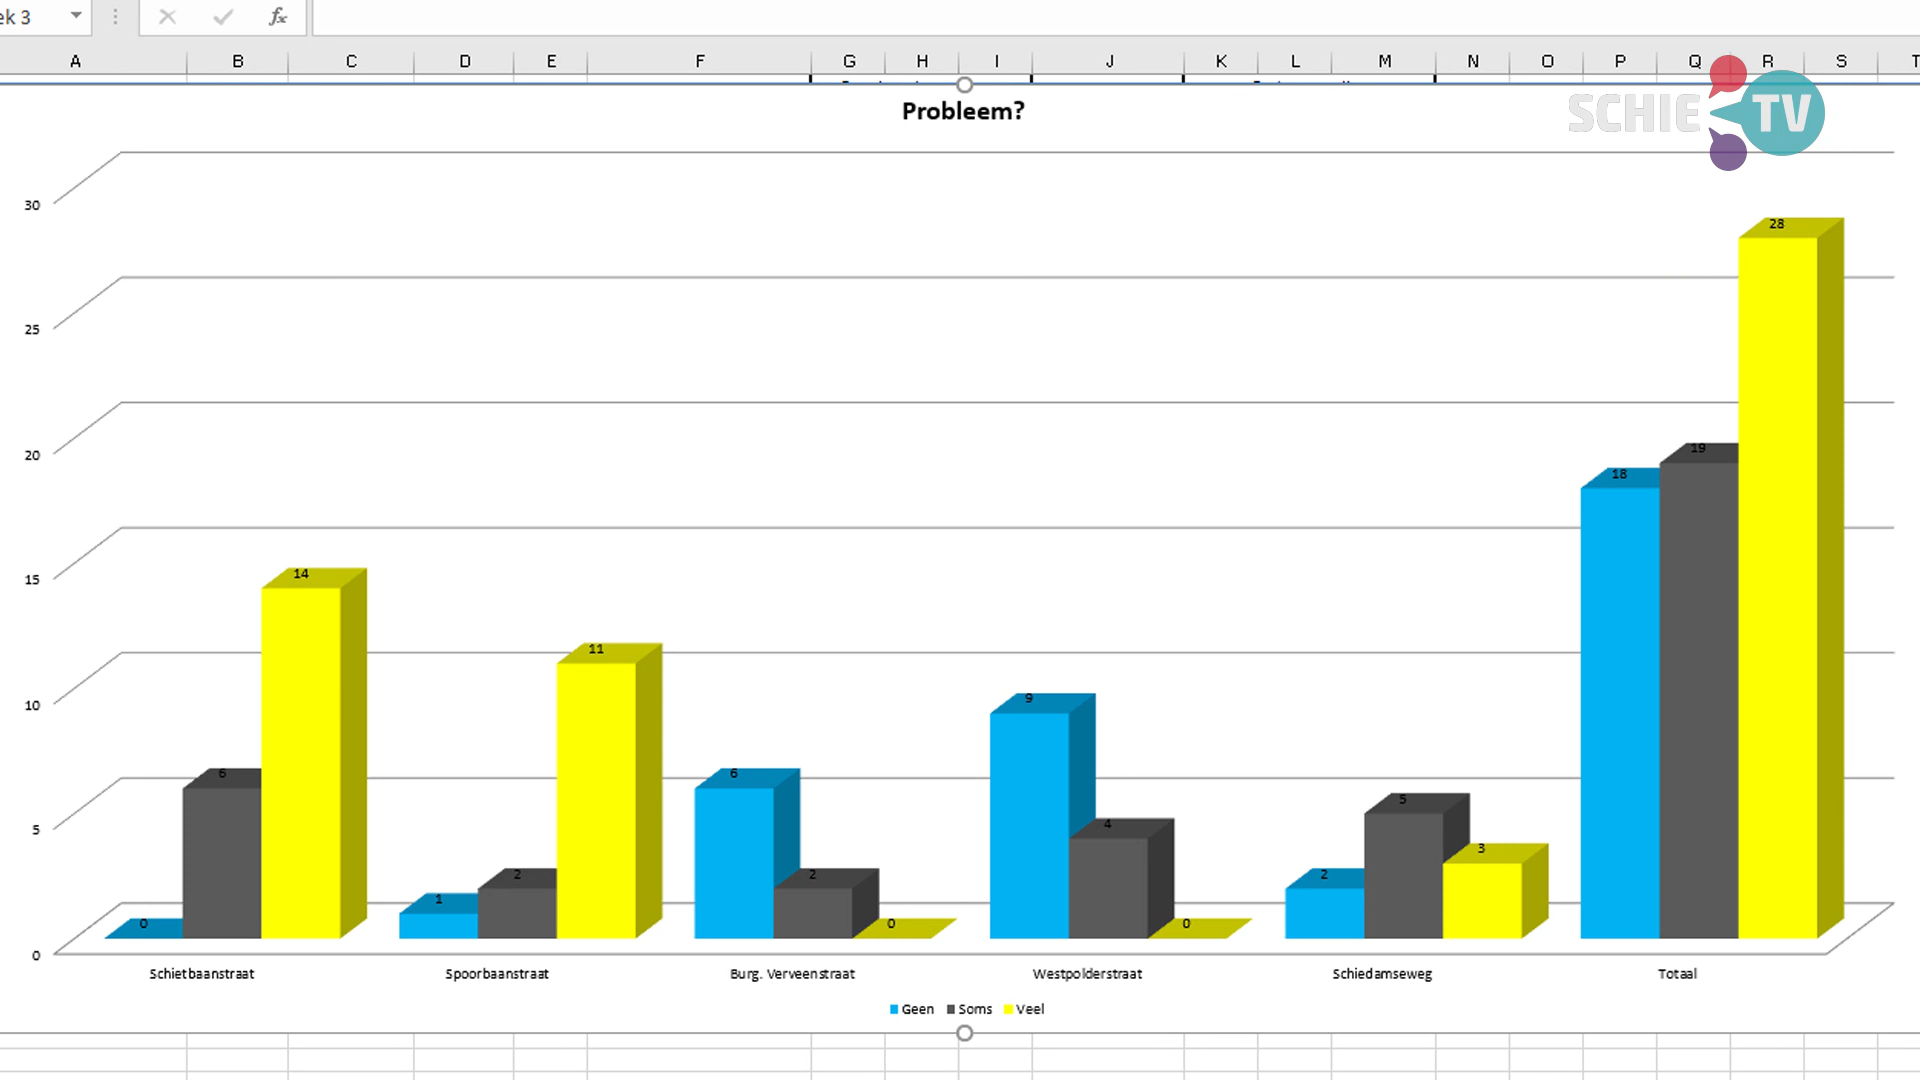 ek 3
fx
A B C D E F G H I J K L M N O P Q R S T
Probleem?
SCHIE TV
30
25
20
15
10
5
0
0 6 14
1 2 11
6 2 0
9 4 0
2 5 3
18 19 28
Schietbaanstraat Spoorbaanstraat Burg. Verveenstraat Westpolderstraat Schiedamseweg Totaal
Geen Soms Veel